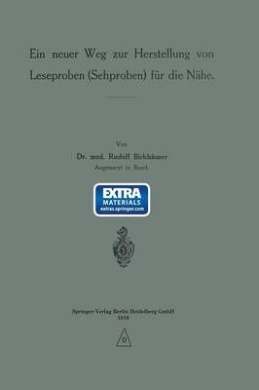 Ein neuer Weg zur Herstellung von
Leseproben (Sehproben) für die Nähe.
Von
Dr. med. Rudolf Birkhäuser
Augenarzt in Basel
EXTRA
MATERIALS
extras.springer.com
Springer-Verlag Berlin Heidelberg GmbH